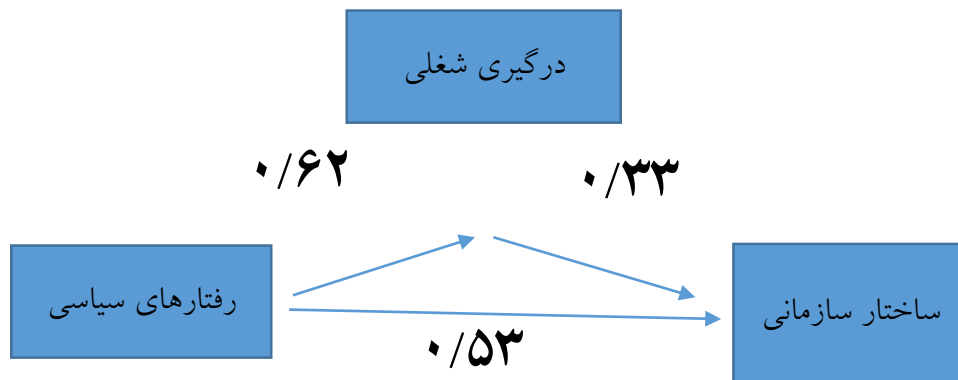 درگیری شغلی
۰/۶۲
۰/۳۳
رفتارهای سیاسی
ساختار سازمانی
۰/۵۳